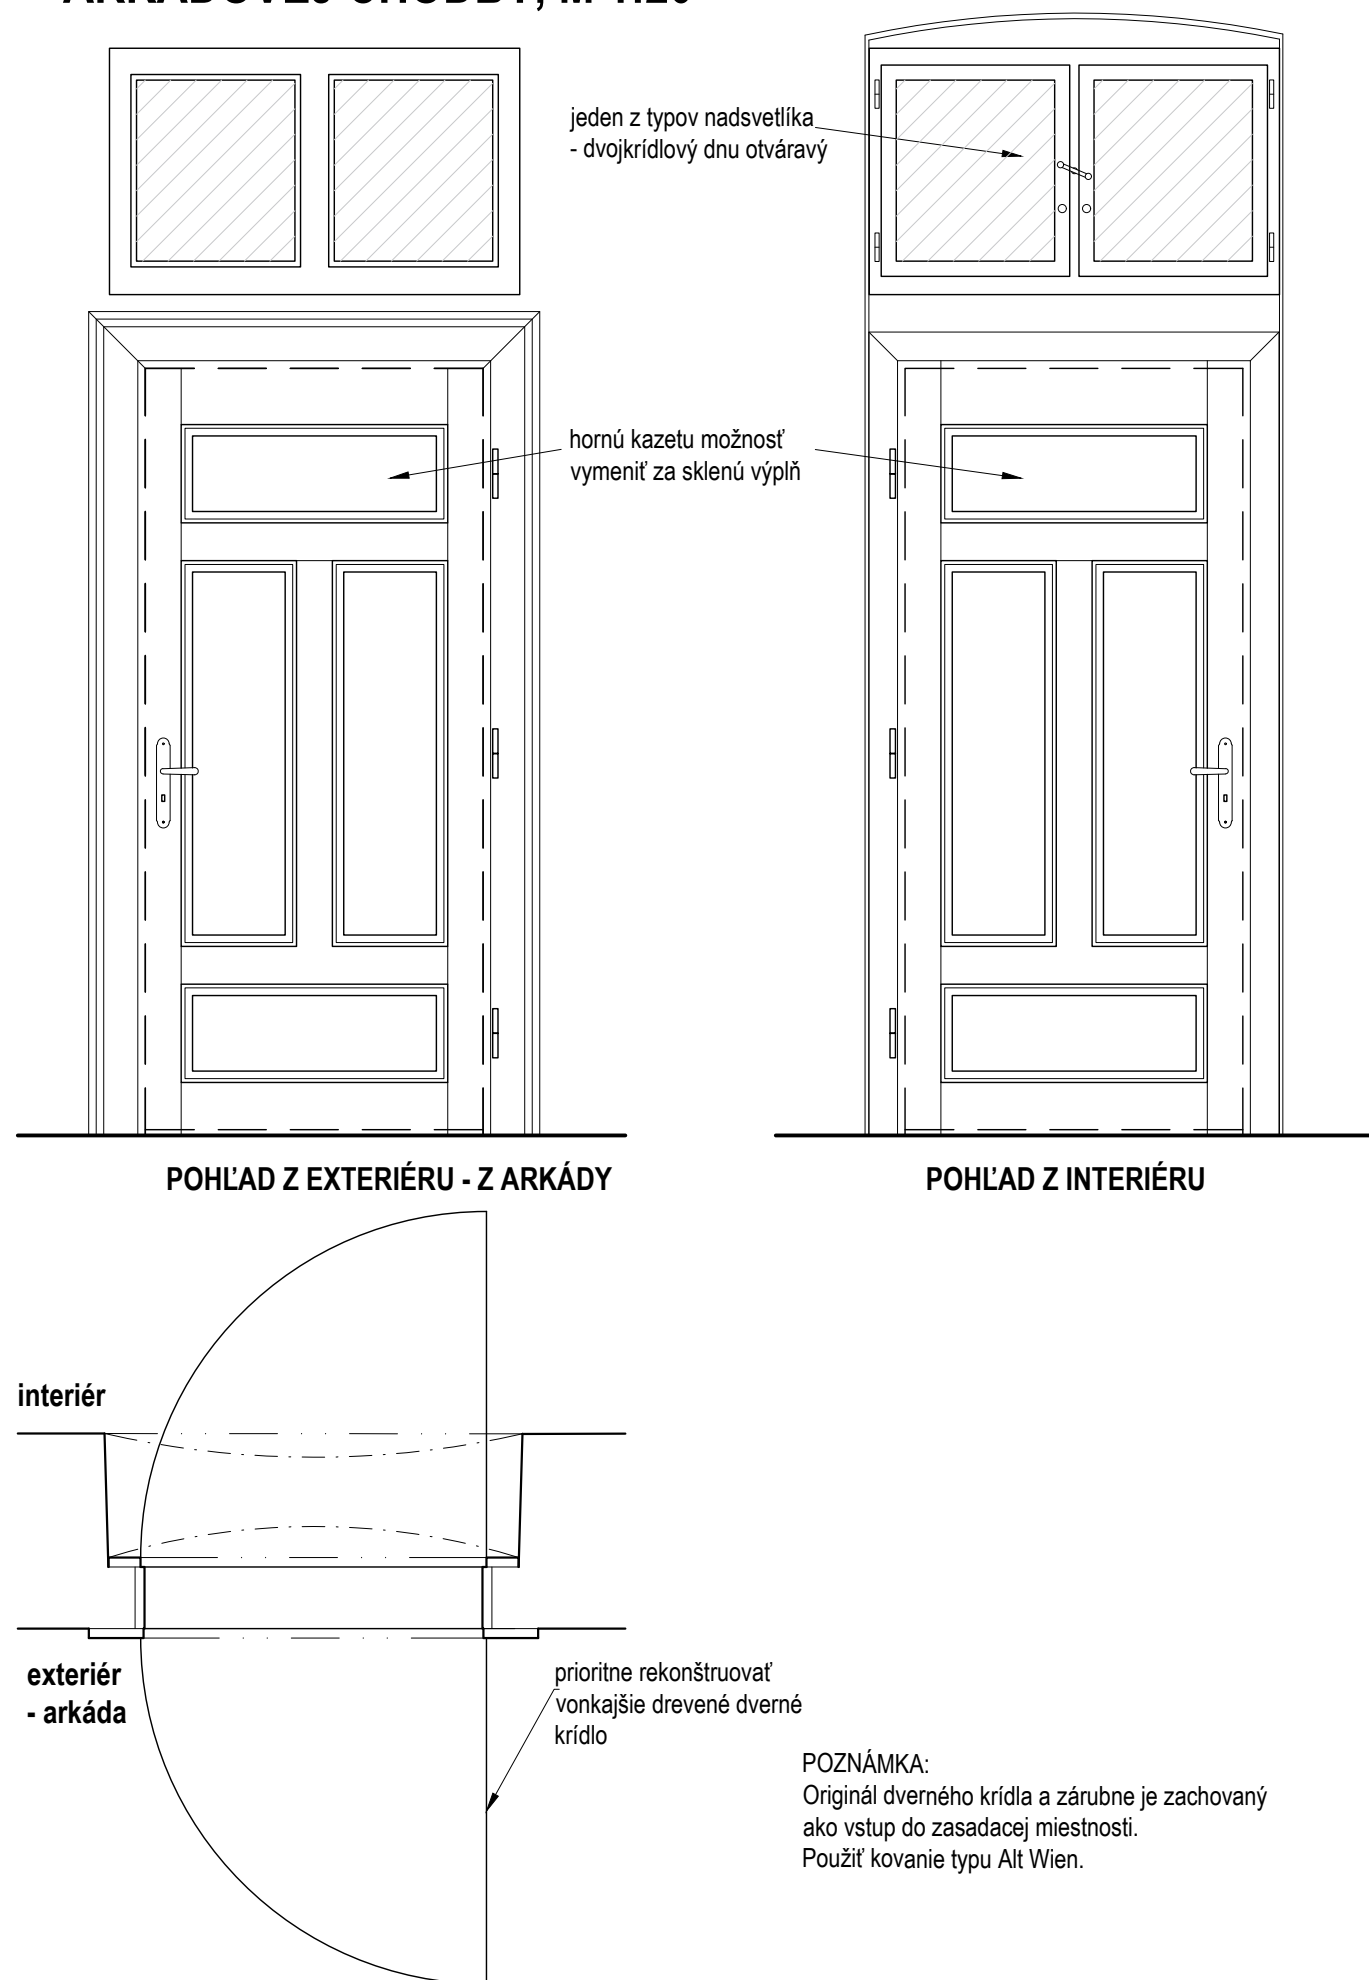 jeden z typov nadsvetlíka
- dvojkrídlový dnu otváravý
hornú kazetu možnosť
vymeniť za sklenú výplň
POHĽAD Z EXTERIÉRU - Z ARKÁDY
POHĽAD Z INTERIÉRU
interiér
exteriér
- arkáda
prioritne rekonštruovať
vonkajšie drevené dverné
krídlo
POZNÁMKA:
Originál dverného krídla a zárubne je zachovaný
ako vstup do zasadacej miestnosti.
Použiť kovanie typu Alt Wien.